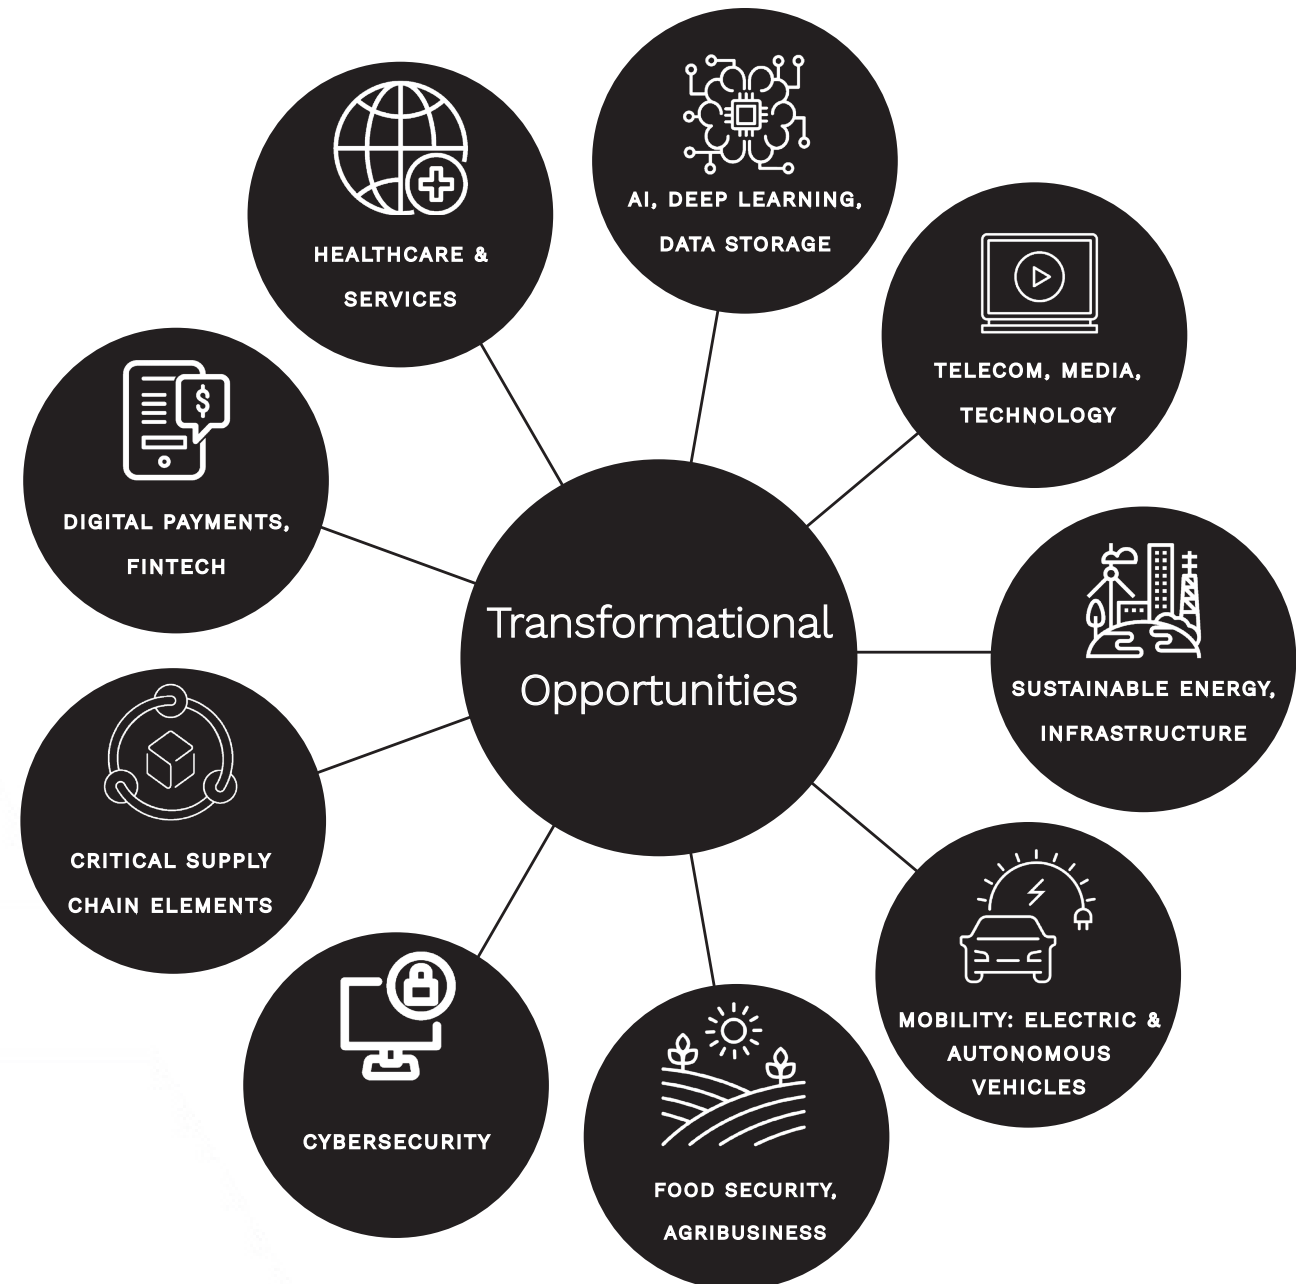 AI, DEEP LEARNING,
DATA STORAGE
HEALTHCARE &
SERVICES
TELECOM, MEDIA,
TECHNOLOGY
$
DIGITAL PAYMENTS,
FINTECH
Transformational
Opportunities
SUSTAINABLE ENERGY,
INFRASTRUCTURE
CRITICAL SUPPLY
CHAIN ELEMENTS
MOBILITY: ELECTRIC &
AUTONOMOUS
VEHICLES
CYBERSECURITY
FOOD SECURITY,
AGRIBUSINESS